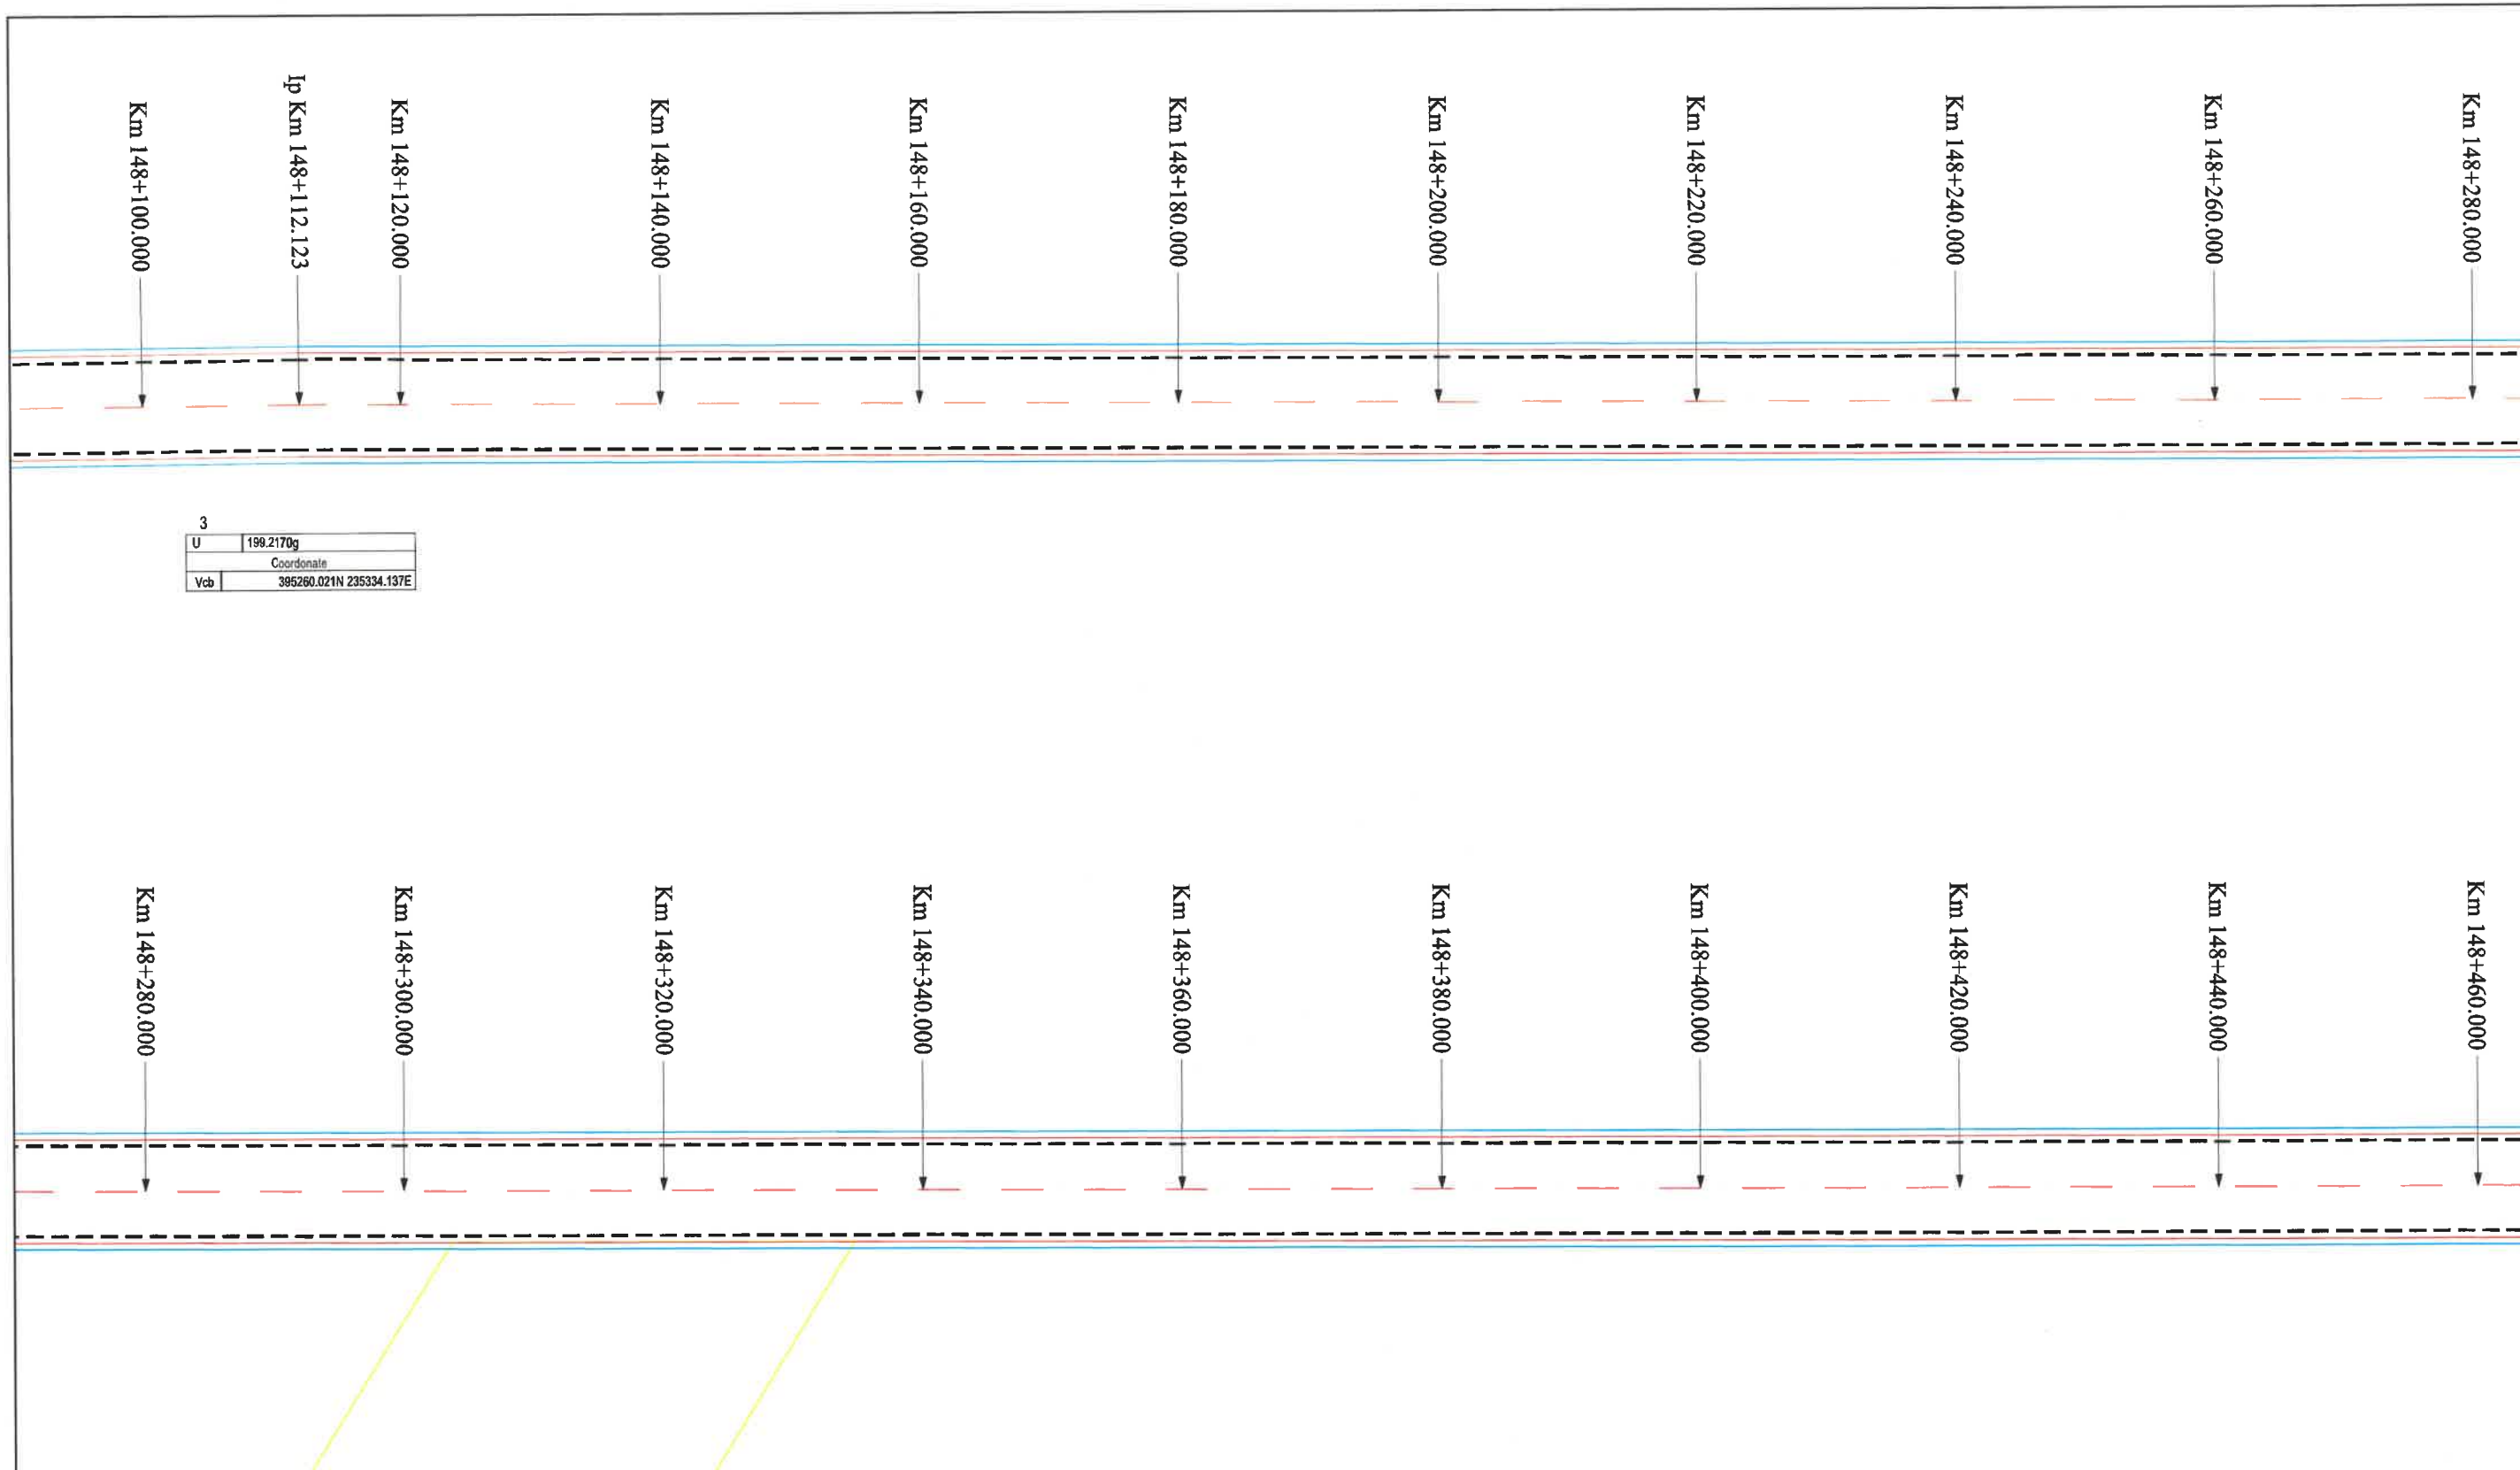 Km 148+100.000
Ip Km 148+112.123
Km 148+120.000
Km 148+140.000
Km 148+160.000
Km 148+180.000
Km 148+200.000
Km 148+220.000
Km 148+240.000
Km 148+260.000
Km 148+280.000
3
U 199.2170g
Coordonate
Vcb 395260.021N 235334.137E
Km 148+280.000
Km 148+300.000
Km 148+320.000
Km 148+340.000
Km 148+360.000
Km 148+380.000
Km 148+400.000
Km 148+420.000
Km 148+440.000
Km 148+460.000